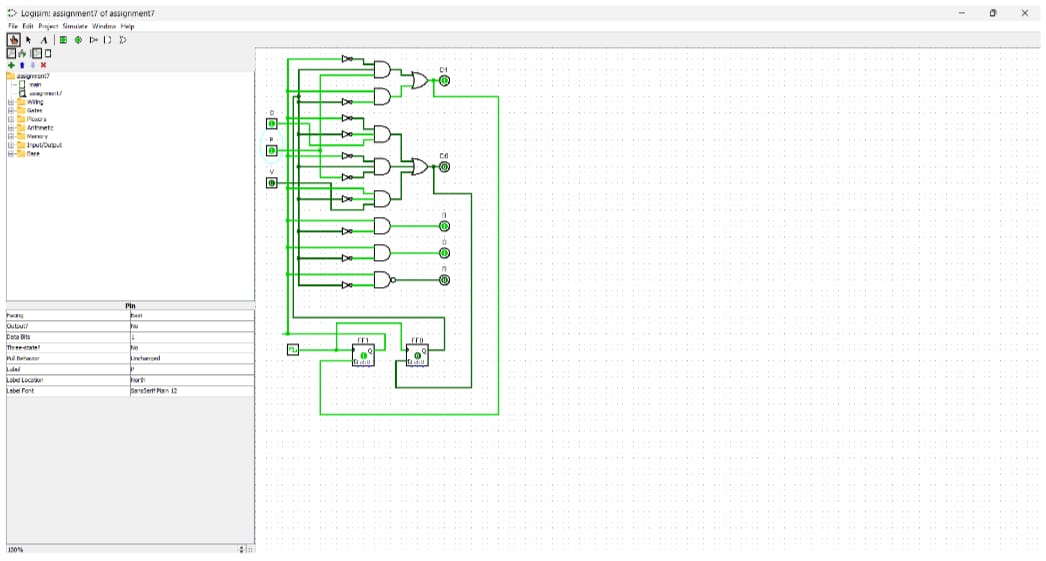 Logisim: assignment7 of assignment7
File Edit Project Simulate Window Help
assignment7
main
assignment7
Wiring
Gates
Plexers
Arithmetic
Memory
Input/Output
Base
Pin
Facing East
Output? No
Data Bits 1
Three-state? No
Pull Behavior Unchanged
Label P
Label Location North
Label Font SansSerif Plain 12
100%
P
V
FF1
FF0
Q
Q